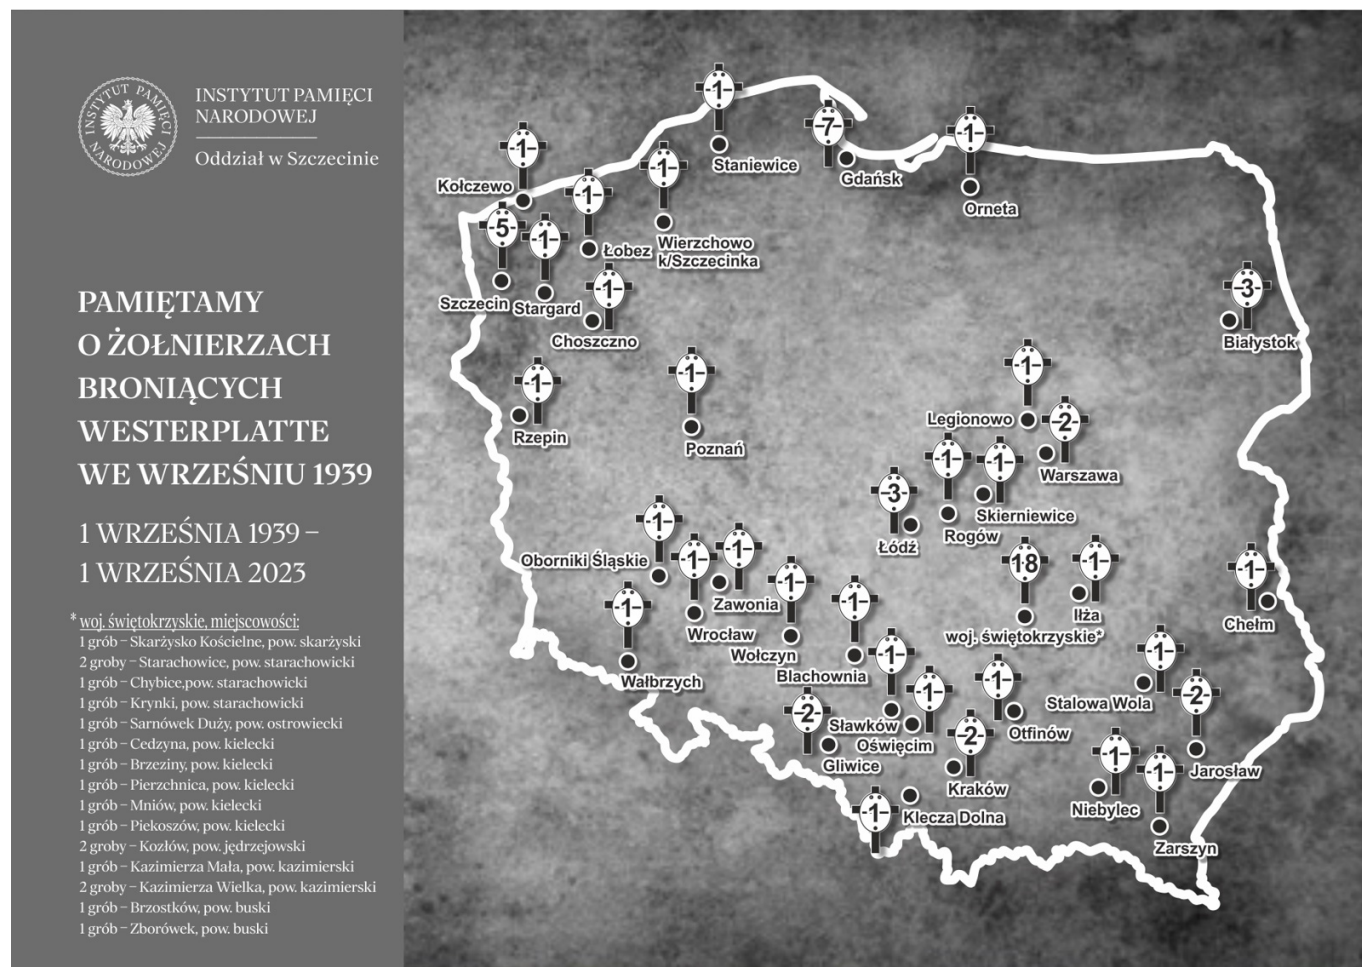 INSTYTUT PAMIĘCI NARODOWEJ
INSTYTUT PAMIĘCI
NARODOWEJ
Oddział w Szczecinie
PAMIĘTAMY
O ŻOŁNIERZACH
BRONIĄCYCH
WESTERPLATTE
WE WRZEŚNIU 1939
1 WRZEŚNIA 1939 –
1 WRZEŚNIA 2023
* woj. świętokrzyskie, miejscowości:
1 grób – Skarżysko Kościelne, pow. skarżyski
2 groby – Starachowice, pow. starachowicki
1 grób – Chybice,pow. starachowicki
1 grób – Krynki, pow. starachowicki
1 grób – Sarnówek Duży, pow. ostrowiecki
1 grób – Cedzyna, pow. kielecki
1 grób – Brzeziny, pow. kielecki
1 grób – Pierzchnica, pow. kielecki
1 grób – Mniów, pow. kielecki
1 grób – Piekoszów, pow. kielecki
2 groby – Kozłów, pow. jędrzejowski
1 grób – Kazimierza Mała, pow. kazimierski
2 groby – Kazimierza Wielka, pow. kazimierski
1 grób – Brzostków, pow. buski
1 grób – Zborówek, pow. buski
-1-
Staniewice
-7-
Gdańsk
-1-
Orneta
-1-
Kołczewo
-1-
Łobez
-1-
Wierzchowo
k/Szczecinka
-5-
Szczecin
-1-
Stargard
-1-
Choszczno
-3-
Białystok
-1-
Rzepin
-1-
Poznań
-1-
Legionowo
-2-
Warszawa
-3-
Łódź
-1-
Rogów
-1-
Skierniewice
-1-
Oborniki Śląskie
-1-
Wrocław
-1-
Zawonia
-1-
Wołczyn
-1-
Blachownia
18
woj. świętokrzyskie*
-1-
Iłża
-1-
Chełm
-1-
Wałbrzych
-1-
Sławków
-1-
Oświęcim
-2-
Gliwice
-2-
Kraków
-1-
Otfinów
-1-
Stalowa Wola
-2-
Jarosław
-1-
Niebylec
-1-
Zarszyn
-1-
Klecza Dolna